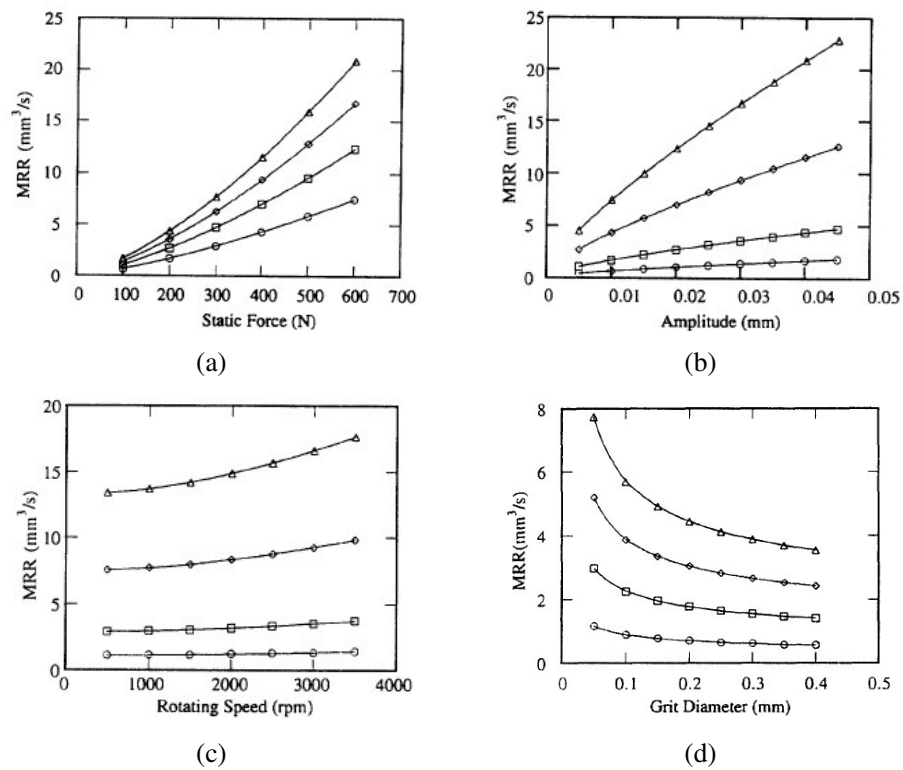 25
20
15
10
5
0
MRR (mm³/s)
0 100 200 300 400 500 600 700
Static Force (N)
(a)
25
20
15
10
5
0
MRR (mm³/s)
0 0.01 0.02 0.03 0.04 0.05
Amplitude (mm)
(b)
20
15
10
5
0
MRR (mm³/s)
0 1000 2000 3000 4000
Rotating Speed (rpm)
(c)
8
6
4
2
0
MRR(mm³/s)
0 0.1 0.2 0.3 0.4 0.5
Grit Diameter (mm)
(d)